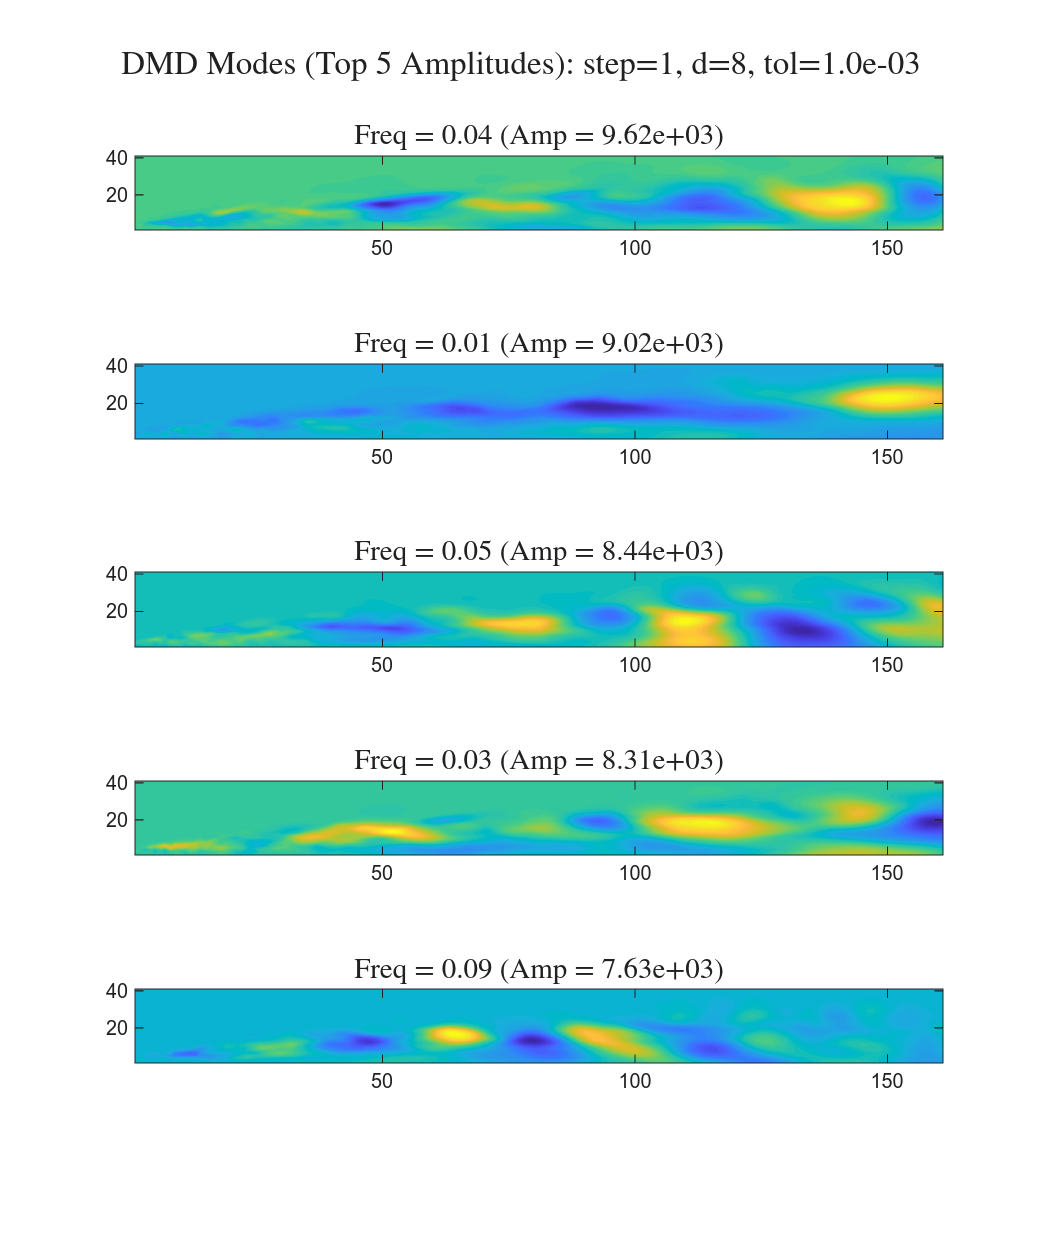 DMD Modes (Top 5 Amplitudes): step=1, d=8, tol=1.0e-03
Freq = 0.04 (Amp = 9.62e+03)
40
20
50 100 150
Freq = 0.01 (Amp = 9.02e+03)
40
20
50 100 150
Freq = 0.05 (Amp = 8.44e+03)
40
20
50 100 150
Freq = 0.03 (Amp = 8.31e+03)
40
20
50 100 150
Freq = 0.09 (Amp = 7.63e+03)
40
20
50 100 150